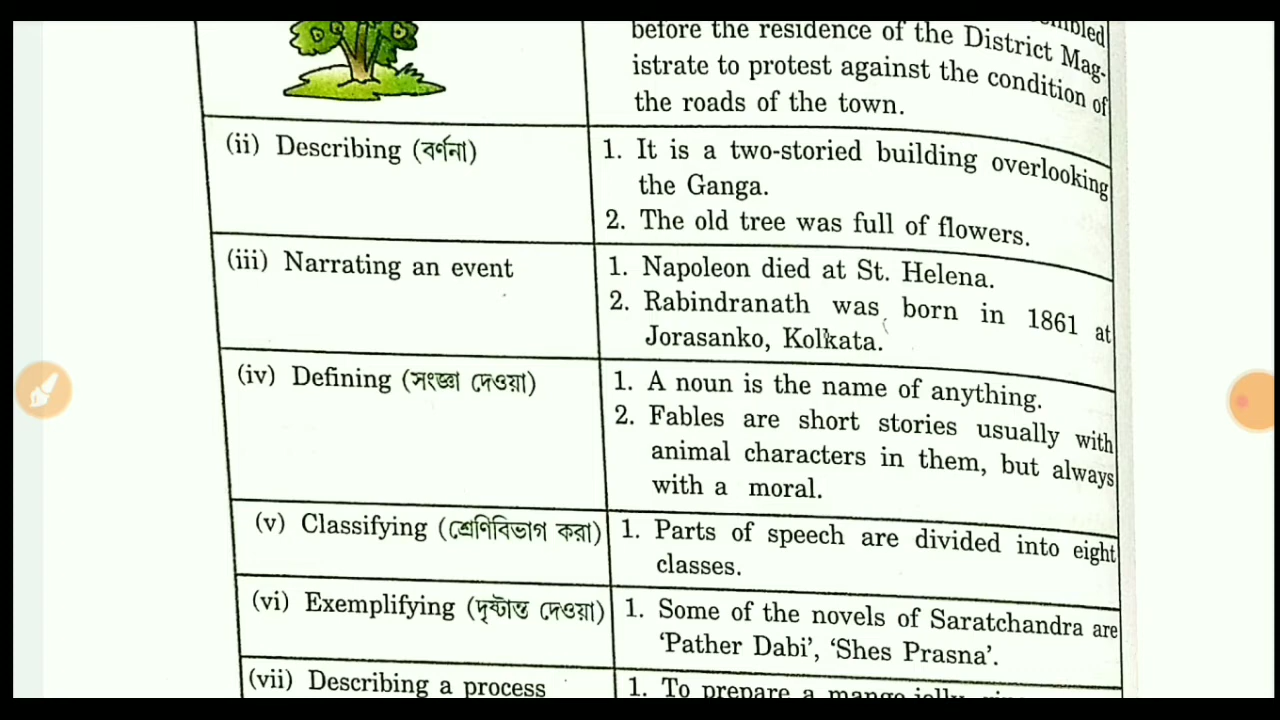 before the residence of the District Mag-
istrate to protest against the condition of
the roads of the town.
(ii) Describing (বর্ণনা)
1. It is a two-storied building overlooking
the Ganga.
2. The old tree was full of flowers.
(iii) Narrating an event
1. Napoleon died at St. Helena.
2. Rabindranath was born in 1861 at
Jorasanko, Kolkata.
(iv) Defining (সংজ্ঞা দেওয়া)
1. A noun is the name of anything.
2. Fables are short stories usually with
animal characters in them, but always
with a moral.
(v) Classifying (শ্রেণিবিভাগ করা)
1. Parts of speech are divided into eight
classes.
(vi) Exemplifying (দৃষ্টান্ত দেওয়া)
1. Some of the novels of Saratchandra are
‘Pather Dabi’, ‘Shes Prasna’.
(vii) Describing a process
1. To prepare a mango jelly